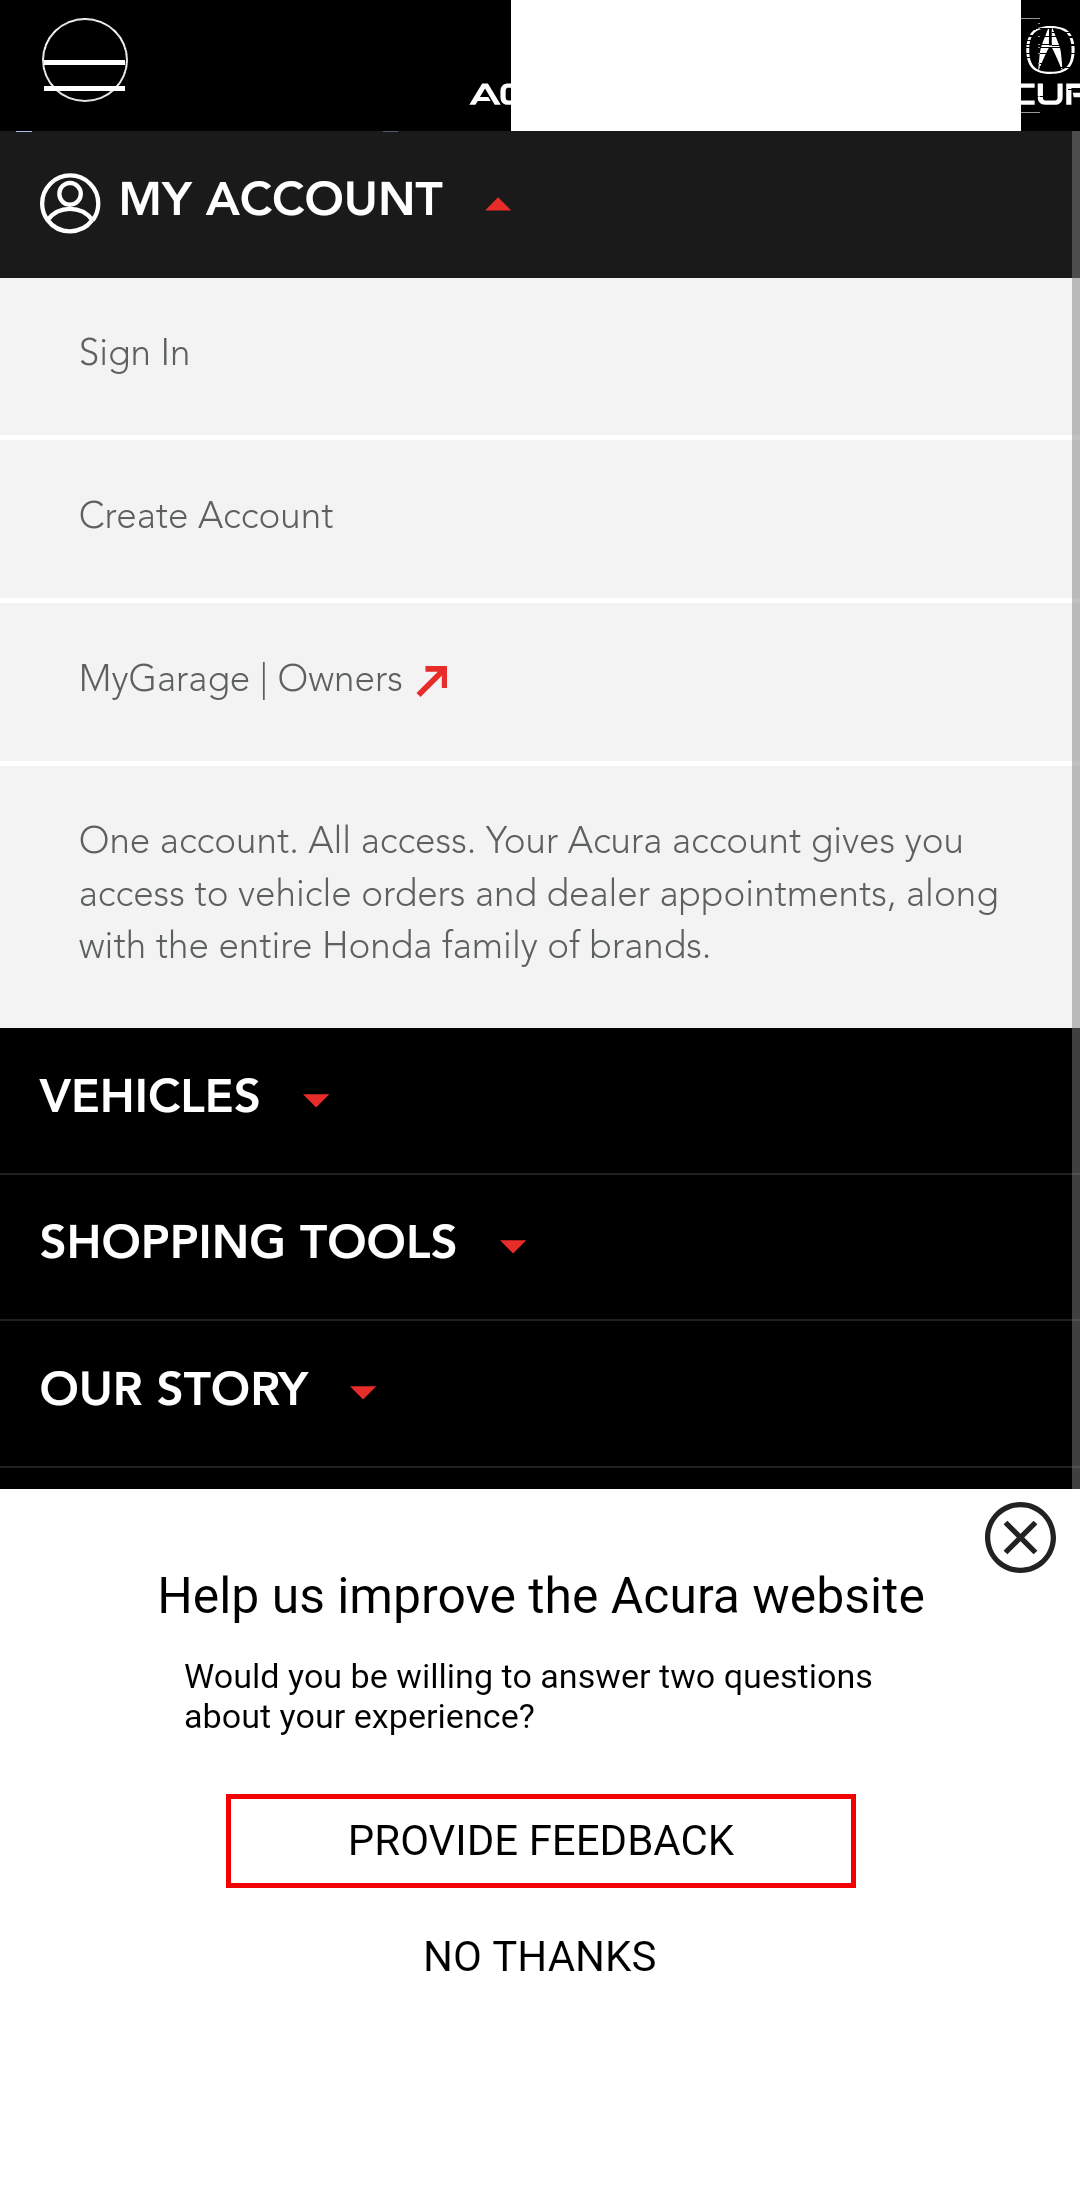 MY ACCOUNT
Sign In
Create Account
MyGarage | Owners
One account. All access. Your Acura account gives you
access to vehicle orders and dealer appointments, along
with the entire Honda family of brands.
VEHICLES
SHOPPING TOOLS
OUR STORY
Help us improve the Acura website
Would you be willing to answer two questions
about your experience?
PROVIDE FEEDBACK
NO THANKS